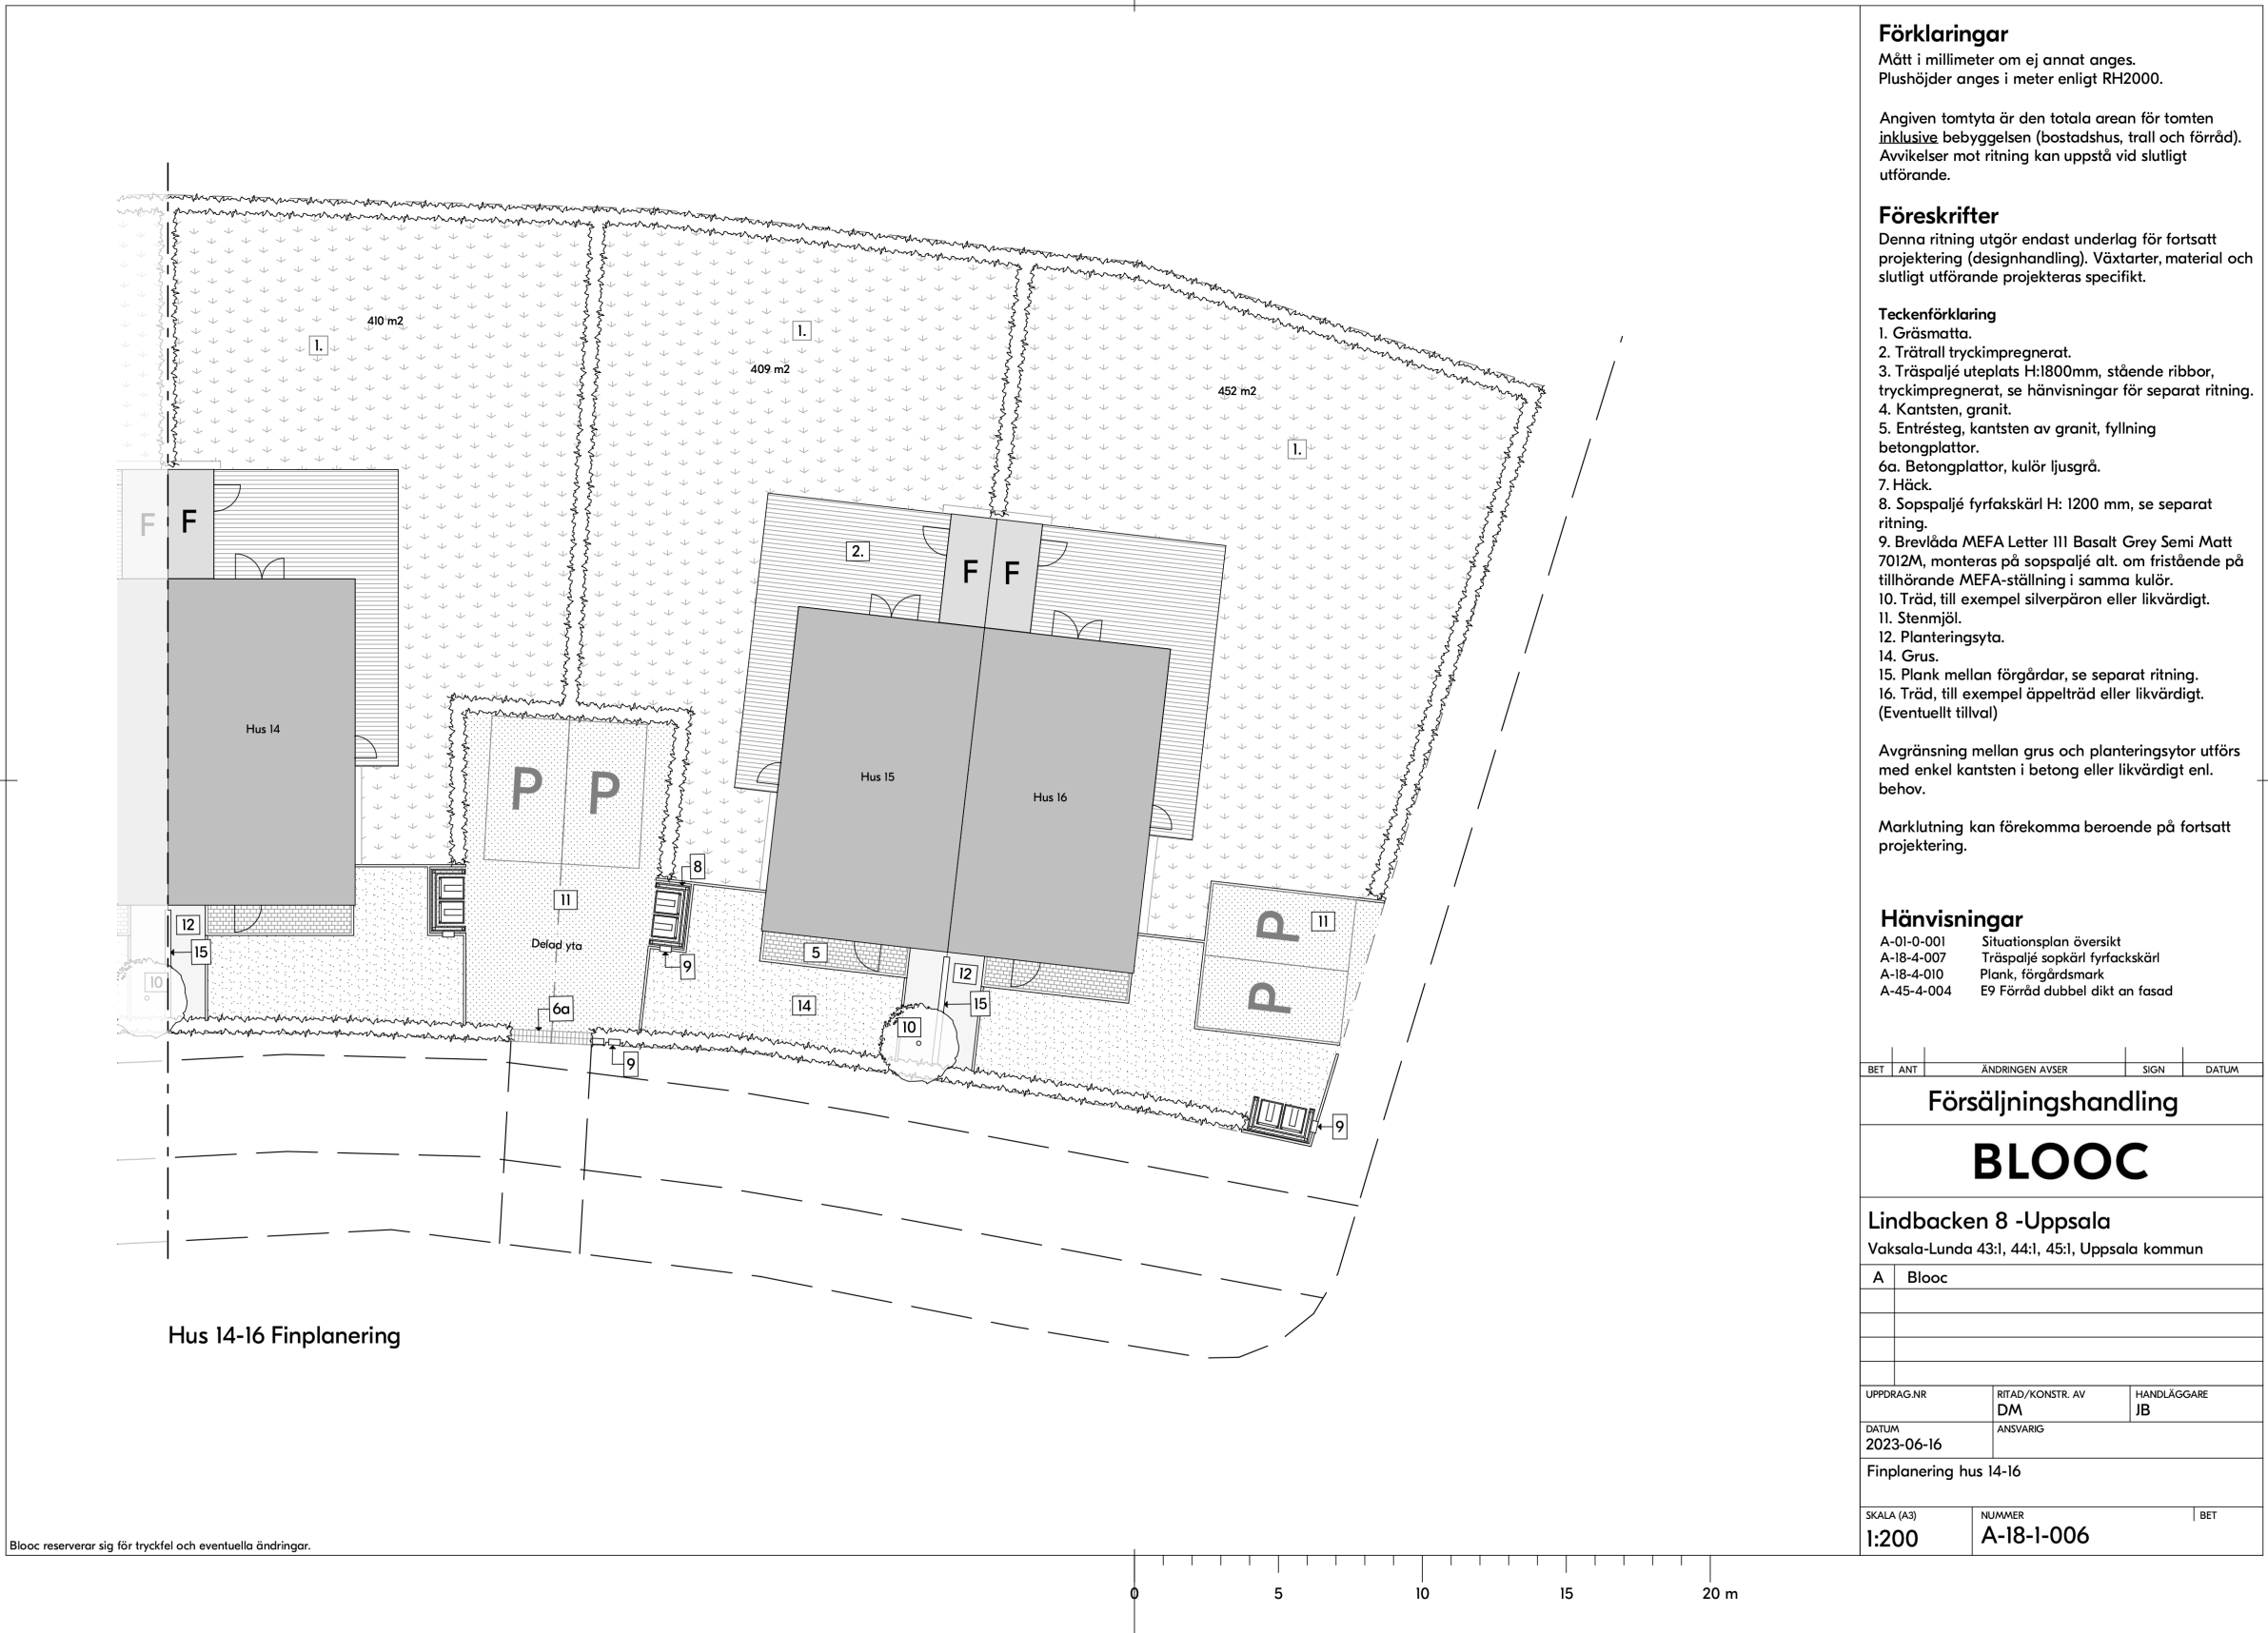 410 m2
1.
1.
409 m2
452 m2
1.
F
F
2.
F
F
Hus 14
P
P
Hus 15
Hus 16
8
11
11
P
12
15
Delad yta
9
5
12
10
6a
14
15
P
10
9
9
Hus 14-16 Finplanering
Blooc reserverar sig för tryckfel och eventuella ändringar.
0
5
10
15
20 m
Förklaringar
Mått i millimeter om ej annat anges.
Plushöjder anges i meter enligt RH2000.
Angiven tomtyta är den totala arean för tomten
inklusive bebyggelsen (bostadshus, trall och förråd).
Avvikelser mot ritning kan uppstå vid slutligt
utförande.
Föreskrifter
Denna ritning utgör endast underlag för fortsatt
projektering (designhandling). Växtarter, material och
slutligt utförande projekteras specifikt.
Teckenförklaring
1. Gräsmatta.
2. Trätrall tryckimpregnerat.
3. Träspaljé uteplats H:1800mm, stående ribbor,
tryckimpregnerat, se hänvisningar för separat ritning.
4. Kantsten, granit.
5. Entrésteg, kantsten av granit, fyllning
betongplattor.
6a. Betongplattor, kulör ljusgrå.
7. Häck.
8. Sopspaljé fyrfakskärl H: 1200 mm, se separat
ritning.
9. Brevlåda MEFA Letter 111 Basalt Grey Semi Matt
7012M, monteras på sopspaljé alt. om fristående på
tillhörande MEFA-ställning i samma kulör.
10. Träd, till exempel silverpäron eller likvärdigt.
11. Stenmjöl.
12. Planteringsyta.
14. Grus.
15. Plank mellan förgårdar, se separat ritning.
16. Träd, till exempel äppelträd eller likvärdigt.
(Eventuellt tillval)
Avgränsning mellan grus och planteringsytor utförs
med enkel kantsten i betong eller likvärdigt enl.
behov.
Marklutning kan förekomma beroende på fortsatt
projektering.
Hänvisningar
A-01-0-001 Situationsplan översikt
A-18-4-007 Träspaljé sopkärl fyrfackskärl
A-18-4-010 Plank, förgårdsmark
A-45-4-004 E9 Förråd dubbel dikt an fasad
BET ANT ÄNDRINGEN AVSER SIGN DATUM
Försäljningshandling
BLOOC
Lindbacken 8 -Uppsala
Vaksala-Lunda 43:1, 44:1, 45:1, Uppsala kommun
A Blooc
UPPDRAG.NR RITAD/KONSTR. AV HANDLÄGGARE
DM JB
DATUM ANSVARIG
2023-06-16
Finplanering hus 14-16
SKALA (A3) NUMMER BET
1:200 A-18-1-006